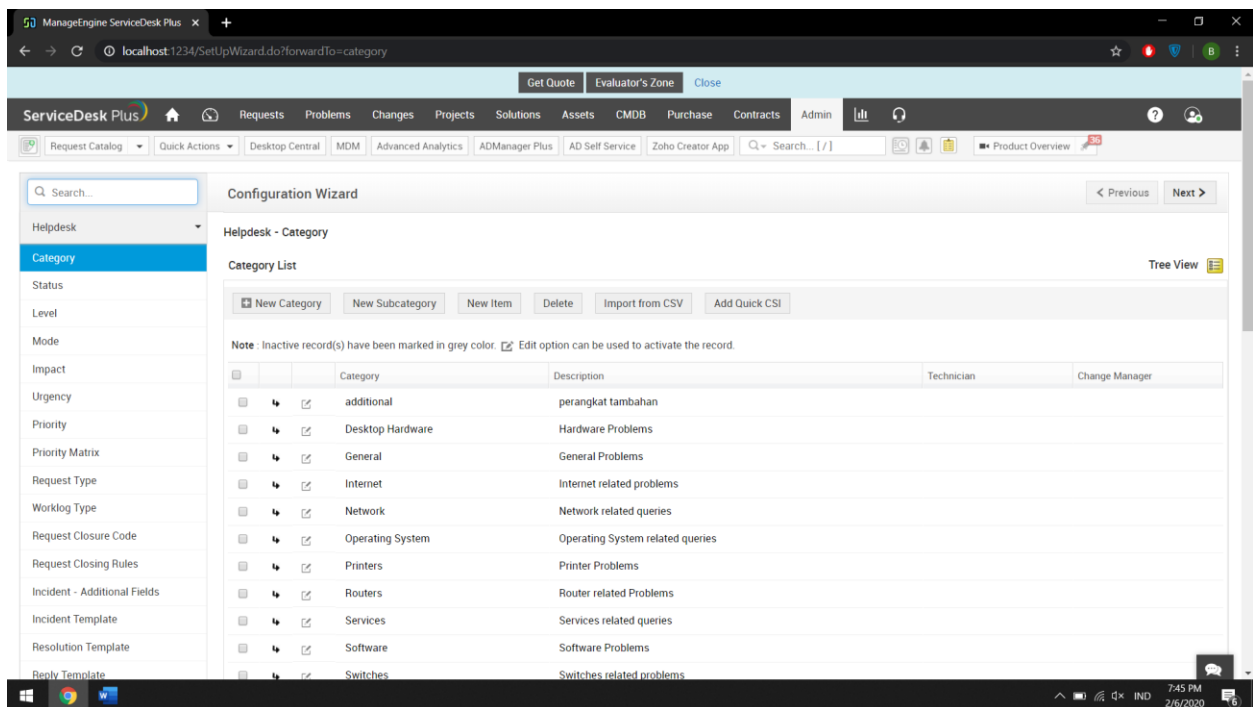 ManageEngine ServiceDesk Plus
localhost:1234/SetUpWizard.do?forwardTo=category
B
Get Quote Evaluator's Zone Close
ServiceDesk Plus Requests Problems Changes Projects Solutions Assets CMDB Purchase Contracts Admin
Request Catalog Quick Actions Desktop Central MDM Advanced Analytics ADManager Plus AD Self Service Zoho Creator App Search... [/] Product Overview 36
Search...
Configuration Wizard
< Previous Next >
Helpdesk
Helpdesk - Category
Category
Category List
Tree View
Status
New Category New Subcategory New Item Delete Import from CSV Add Quick CSI
Level
Mode
Note : Inactive record(s) have been marked in grey color. Edit option can be used to activate the record.
Impact
Category Description Technician Change Manager
Urgency
additional perangkat tambahan
Priority
Desktop Hardware Hardware Problems
Priority Matrix
General General Problems
Request Type
Internet Internet related problems
Worklog Type
Network Network related queries
Request Closure Code
Operating System Operating System related queries
Request Closing Rules
Printers Printer Problems
Incident - Additional Fields
Routers Router related Problems
Incident Template
Services Services related queries
Resolution Template
Software Software Problems
Reply Template
Switches Switches related problems
IND
7:45 PM
2/6/2020
6